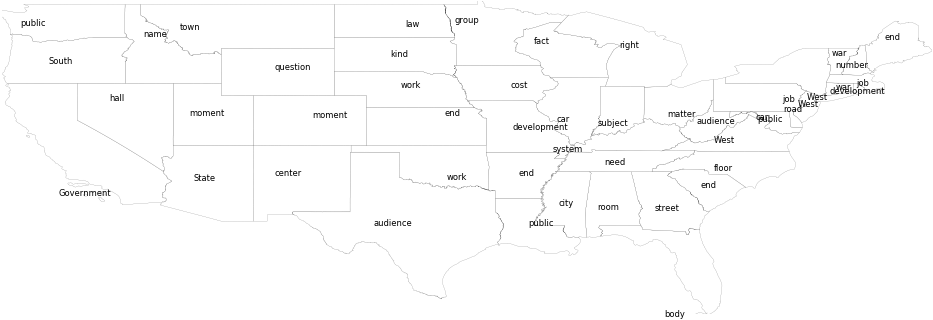 public
group
law
town
name
end
fact
right
war
kind
South
number
question
cost
work
job
war
development
hall
West
job
West
road
moment
moment
end
matter
car
can
public
audience
subject
development
West
system
need
floor
end
center
work
State
end
Government
city
room
street
audience
public
body